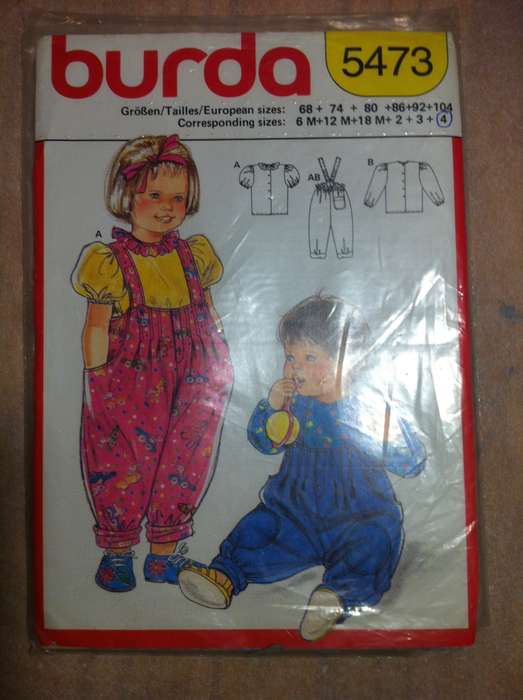 burda
5473
Größen/Tailles/European sizes: 68 + 74 + 80 +86+92+104
Corresponding sizes: 6 M+12 M+18 M+ 2 + 3 + 4
A
AB
B
A